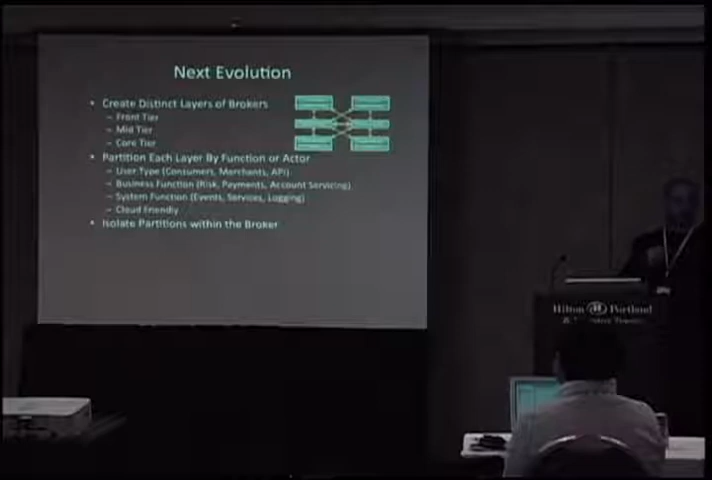 Next Evolution
• Create Distinct Layers of Brokers
– Front Tier
– Mid Tier
– Core Tier
• Partition Each Layer By Function or Actor
– User Type (Consumers, Merchants, API)
– Business Function (Risk, Payments, Account Servicing)
– System Function (Events, Services, Logging)
– Cloud Friendly
• Isolate Partitions within the Broker
Hilton Portland